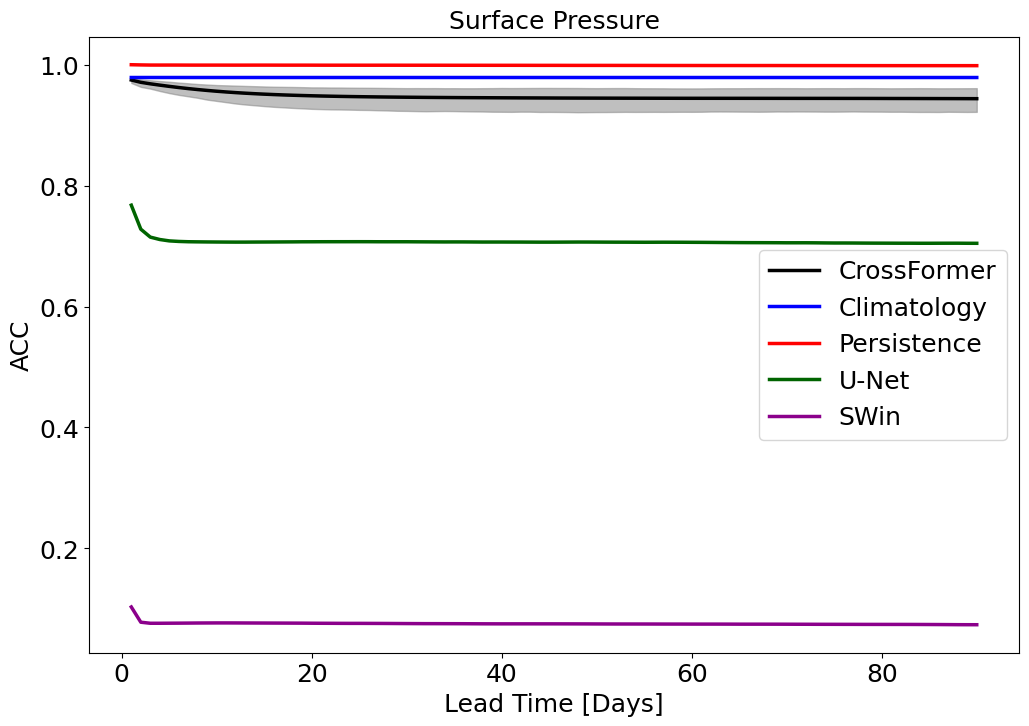 Surface Pressure
1.0
0.8
0.6
0.4
0.2
ACC
CrossFormer
Climatology
Persistence
U-Net
SWin
0 20 40 60 80
Lead Time [Days]